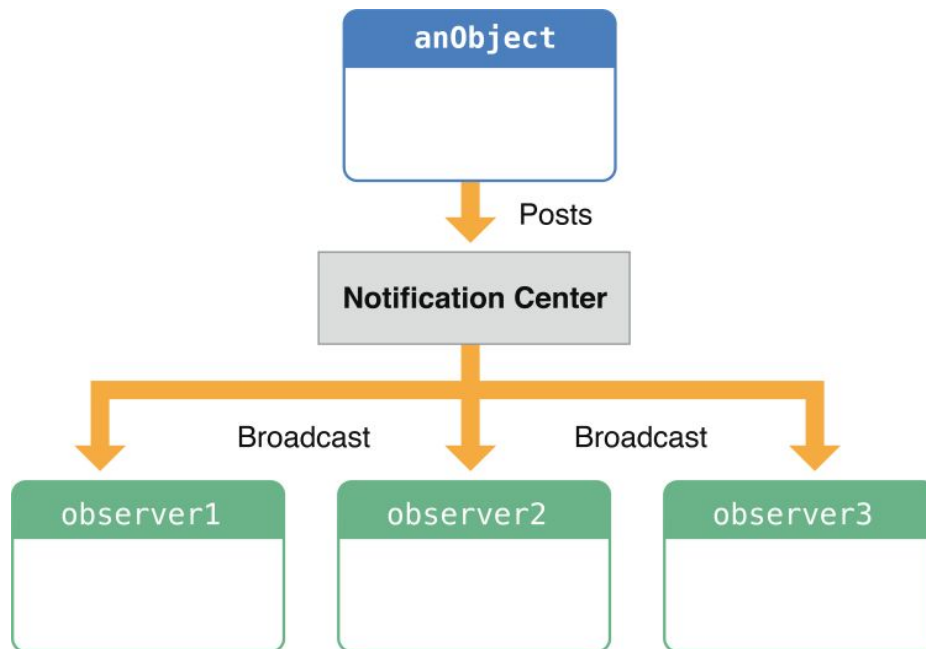 anObject
Posts
Notification Center
Broadcast
Broadcast
observer1
observer2
observer3